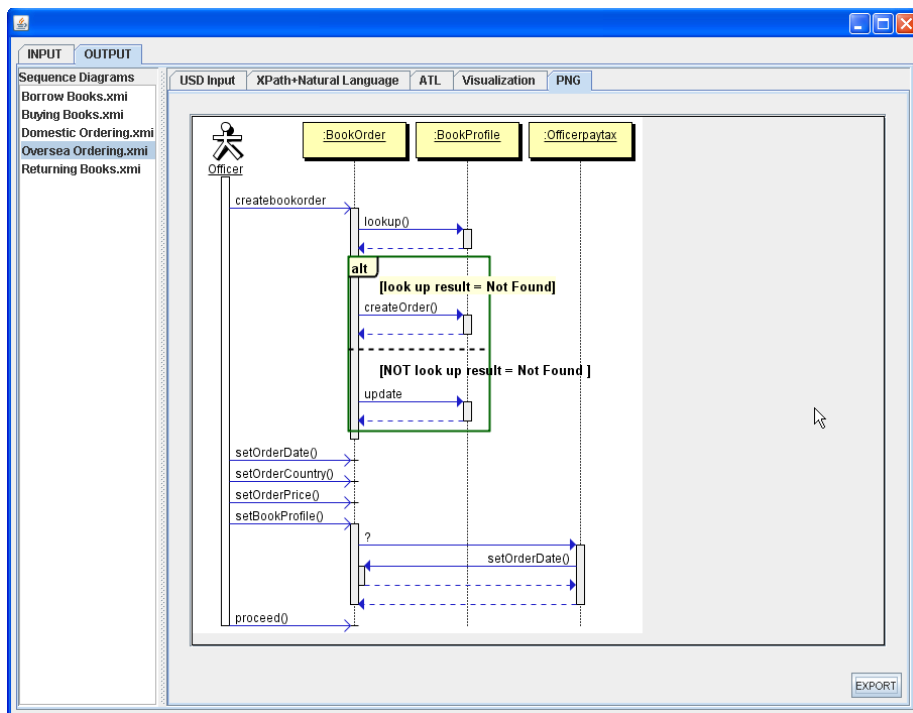 INPUT OUTPUT
Sequence Diagrams
Borrow Books.xmi
Buying Books.xmi
Domestic Ordering.xmi
Oversea Ordering.xmi
Returning Books.xmi
USD Input XPath+Natural Language ATL Visualization PNG
Officer
:BookOrder :BookProfile :Officerpaytax
createbookorder
lookup()
alt
[look up result = Not Found]
createOrder()
[NOT look up result = Not Found ]
update
setOrderDate()
setOrderCountry()
setOrderPrice()
setBookProfile()
?
setOrderDate()
proceed()
EXPORT